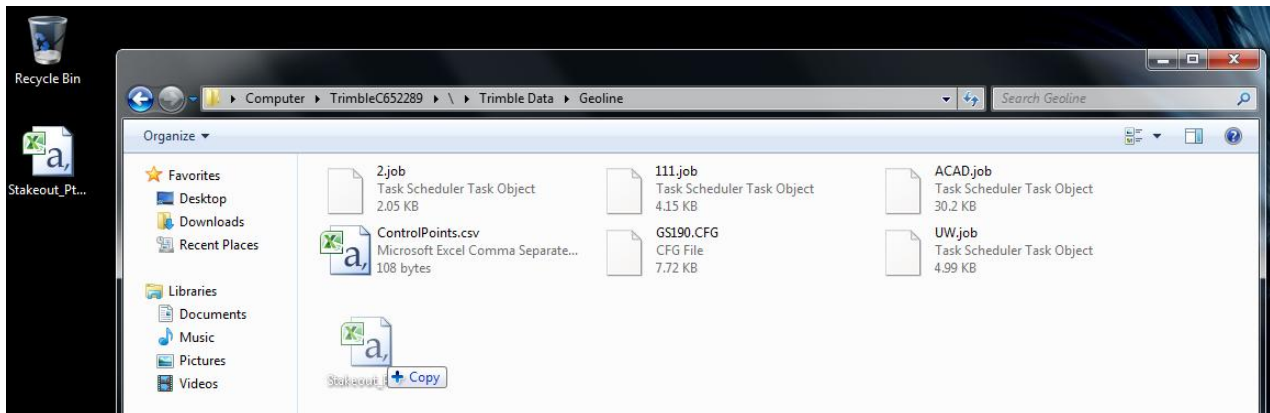 Recycle Bin
Stakeout_Pt...
Computer ▸ TrimbleC652289 ▸ \ ▸ Trimble Data ▸ Geoline
Search Geoline
Organize
Favorites
Desktop
Downloads
Recent Places
Libraries
Documents
Music
Pictures
Videos
2.job
Task Scheduler Task Object
2.05 KB
111.job
Task Scheduler Task Object
4.15 KB
ACAD.job
Task Scheduler Task Object
30.2 KB
ControlPoints.csv
Microsoft Excel Comma Separate...
108 bytes
GS190.CFG
CFG File
7.72 KB
UW.job
Task Scheduler Task Object
4.99 KB
a,
Copy